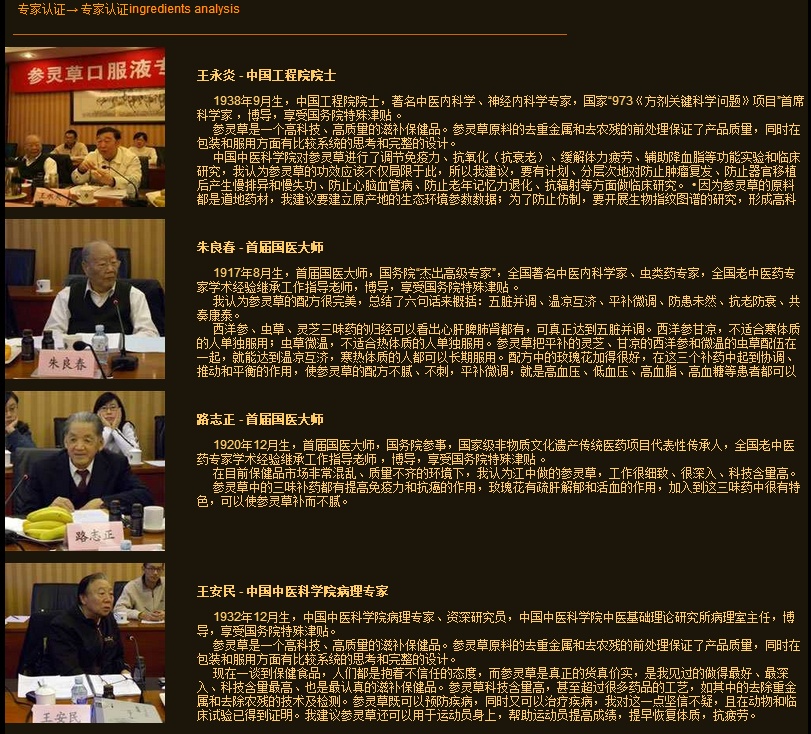 专家认证→专家认证ingredients analysis
参灵草口服液专
王永炎 - 中国工程院院士
1938年9月生，中国工程院院士，著名中医内科学、神经内科学专家，国家“973《方剂关键科学问题》项目”首席
科学家 ，博导，享受国务院特殊津贴 。
参灵草是一个高科技、高质量的滋补保健品。参灵草原料的去重金属和去农残的前处理保证了产品质量，同时在
包装和服用方面有比较系统的思考和完整的设计。
中国中医科学院对参灵草进行了调节免疫力、抗氧化（抗衰老）、缓解体力疲劳、辅助降血脂等功能实验和临床
研究，我认为参灵草的功效应该不仅局限于此，所以我建议，要有计划、分层次地对防止肿瘤复发、防止器官移植
后产生慢排异和慢失功、防止心脑血管病、防止老年记忆力退化、抗辐射等方面做临床研究。 •因为参灵草的原料
都是道地药材，我建议要建立原产地的生态环境参数数据；为了防止仿制，要开展生物指纹图谱的研究，形成高科
朱良春 - 首届国医大师
1917年8月生，首届国医大师，国务院“杰出高级专家”，全国著名中医内科学家、虫类药专家，全国老中医药专
家学术经验继承工作指导老师，博导，享受国务院特殊津贴 。
我认为参灵草的配方很完美，总结了六句话来概括：五脏并调、温凉互济、平补微调、防患未然、抗老防衰、共
奏康泰。
西洋参、虫草、灵芝三味药的归经可以看出心肝脾肺肾都有，可真正达到五脏并调。西洋参甘凉，不适合寒体质
的人单独服用；虫草微温，不适合热体质的人单独服用。参灵草把平补的灵芝、甘凉的西洋参和微温的虫草配伍在
一起，就能达到温凉互济，寒热体质的人都可以长期服用。配方中的玫瑰花加得很好，在这三个补药中起到协调、
推动和平衡的作用，使参灵草的配方不腻、不刺，平补微调，就是高血压、低血压、高血脂、高血糖等患者都可以
朱良春
路志正 - 首届国医大师
1920年12月生，首届国医大师，国务院参事，国家级非物质文化遗产传统医药项目代表性传承人，全国老中医
药专家学术经验继承工作指导老师 ，博导，享受国务院特殊津贴 。
在目前保健品市场非常混乱、质量不齐的环境下，我认为江中做的参灵草，工作很细致、很深入、科技含量高。
参灵草中的三味补药都有提高免疫力和抗癌的作用，玫瑰花有疏肝解郁和活血的作用，加入到这三味药中很有特
色，可以使参灵草补而不腻。
路志正
王安民 - 中国中医科学院病理专家
1932年12月生，中国中医科学院病理专家、资深研究员，中国中医科学院中医基础理论研究所病理室主任，博
导，享受国务院特殊津贴。
参灵草是一个高科技、高质量的滋补保健品。参灵草原料的去重金属和去农残的前处理保证了产品质量，同时在
包装和服用方面有比较系统的思考和完整的设计。
现在一谈到保健食品，人们都是抱着不信任的态度，而参灵草是真正的货真价实，是我见过的做得最好、最深
入、科技含量最高、也是最认真的滋补保健品。参灵草科技含量高，甚至超过很多药品的工艺，如其中的去除重金
属和去除农残的技术及检测。参灵草既可以预防疾病，同时又可以治疗疾病，我对这一点坚信不疑，且在动物和临
床试验已得到证明。我建议参灵草还可以用于运动员身上，帮助运动员提高成绩，提早恢复体质，抗疲劳。
王安民